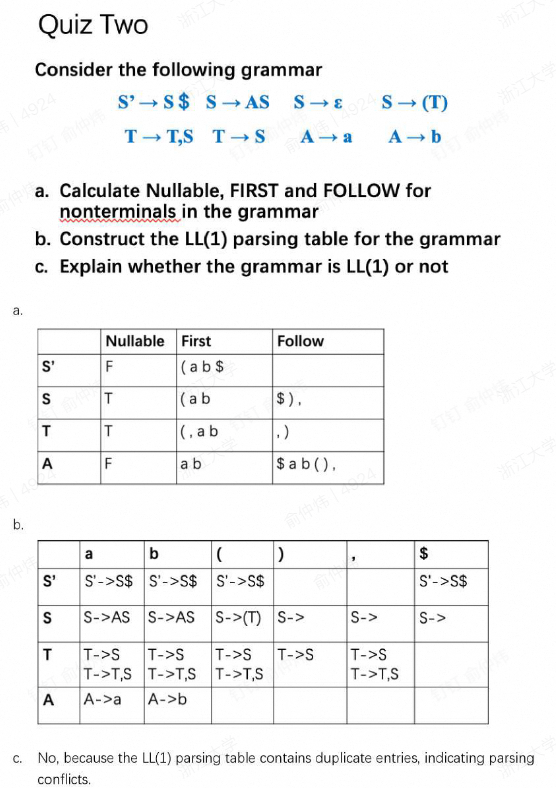 Quiz Two
Consider the following grammar
S’→ S $ S → AS S → ε S → (T)
T → T,S T → S A → a A → b
a. Calculate Nullable, FIRST and FOLLOW for
nonterminals in the grammar
b. Construct the LL(1) parsing table for the grammar
c. Explain whether the grammar is LL(1) or not
a.
Nullable First Follow
S' F ( a b $
S T ( a b $ ) ,
T T ( , a b , )
A F a b $ a b ( ) ,
b.
a b ( ) , $
S' S'->S$ S'->S$ S'->S$ S'->S$
S S->AS S->AS S->(T) S-> S-> S->
T T->S T->S T->S T->S T->S
T->T,S T->T,S T->T,S T->T,S
A A->a A->b
c. No, because the LL(1) parsing table contains duplicate entries, indicating parsing
conflicts.